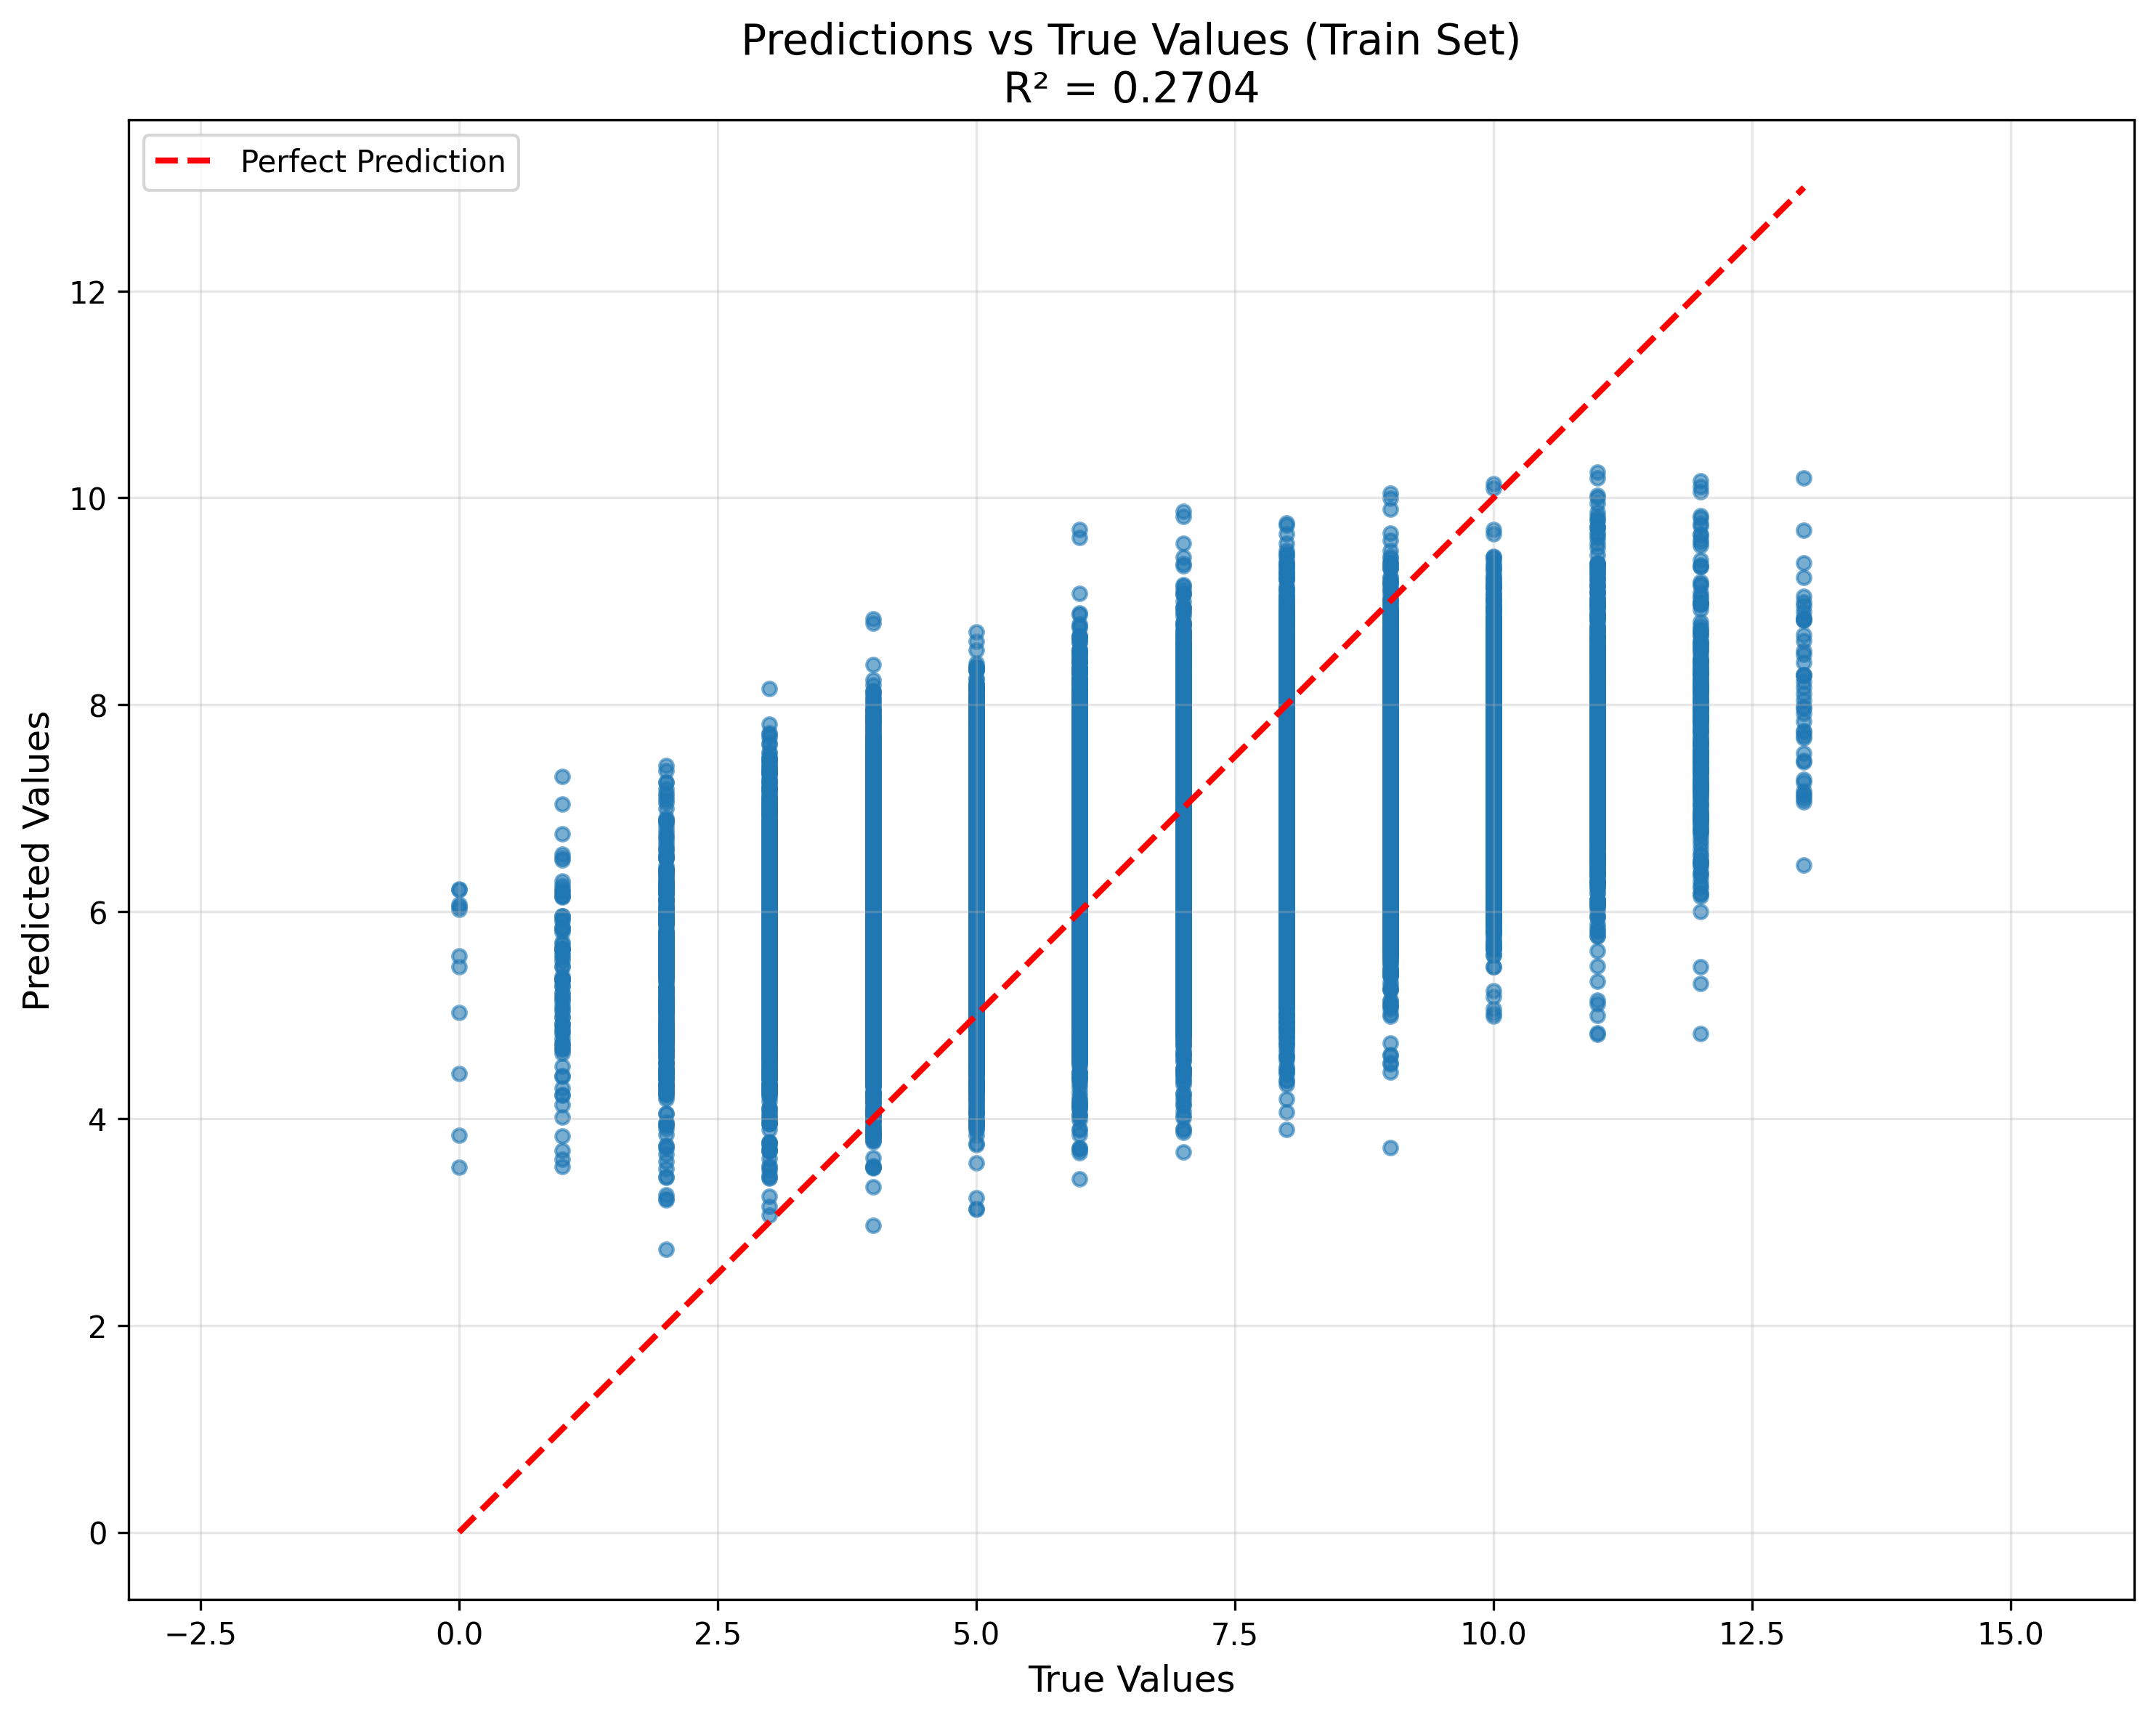 Predictions vs True Values (Train Set)
R² = 0.2704
Perfect Prediction
12
10
8
6
4
2
0
Predicted Values
−2.5 0.0 2.5 5.0 7.5 10.0 12.5 15.0
True Values